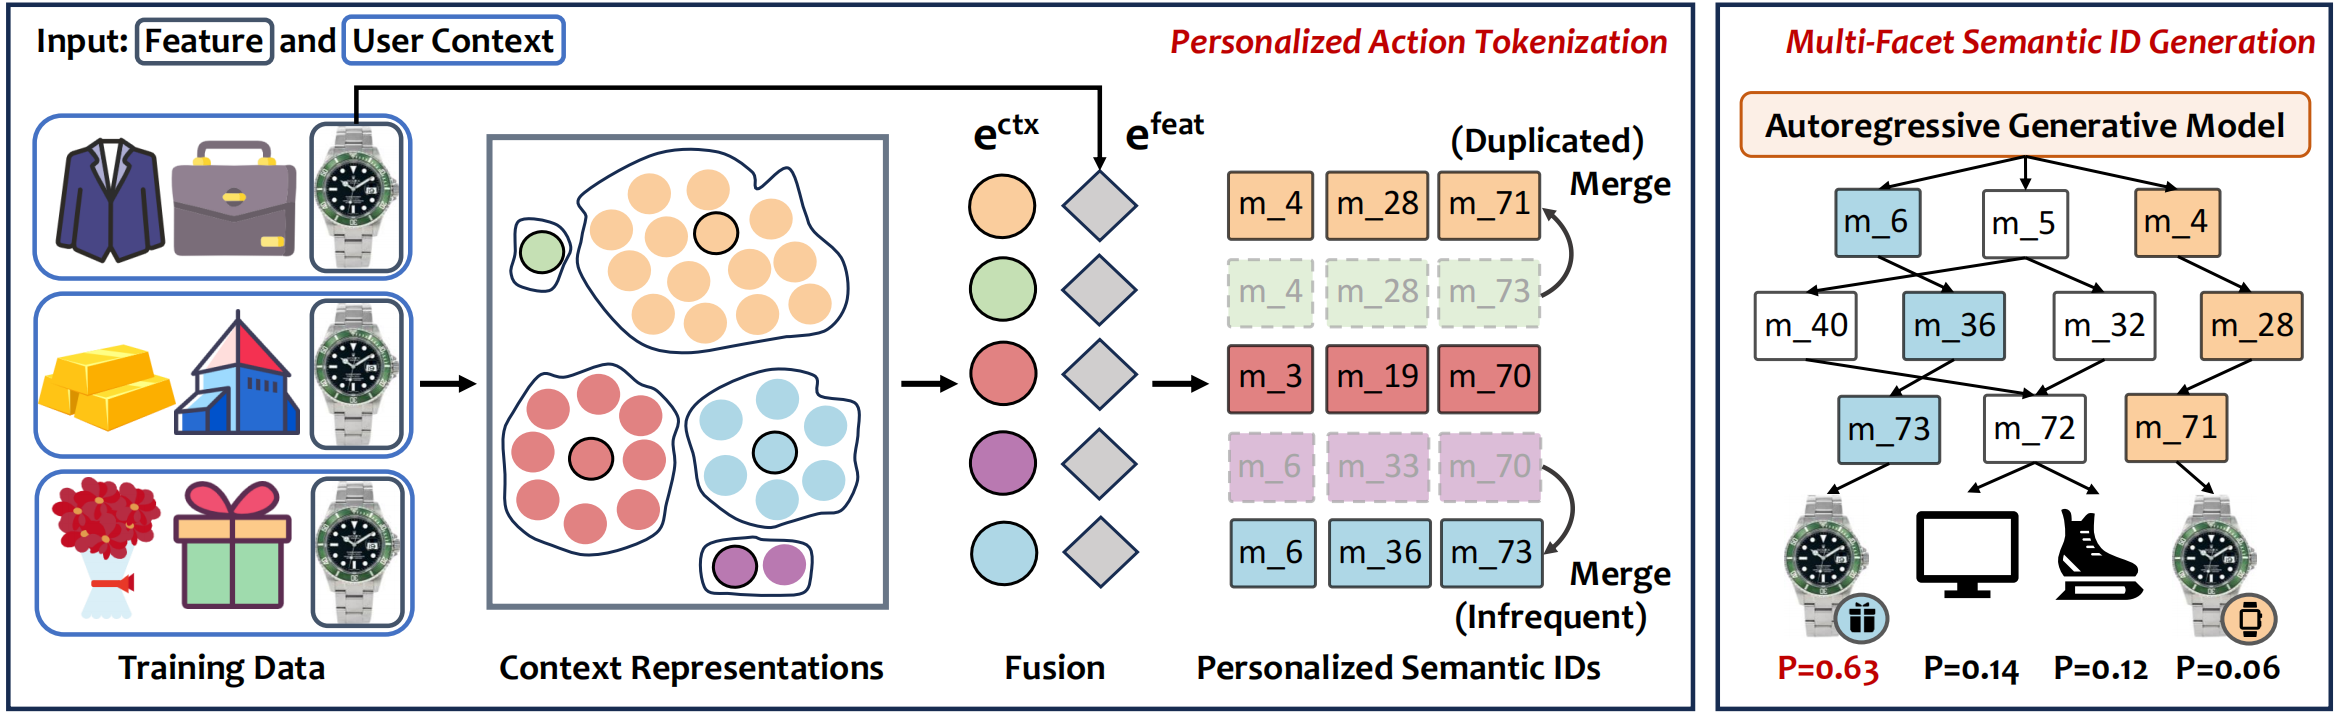 Input: Feature and User Context
Personalized Action Tokenization
e^ctx
e^feat
(Duplicated)
Merge
m_4 m_28 m_71
m_4 m_28 m_73
m_3 m_19 m_70
m_6 m_33 m_70
m_6 m_36 m_73
Merge
(Infrequent)
Training Data
Context Representations
Fusion
Personalized Semantic IDs
Multi-Facet Semantic ID Generation
Autoregressive Generative Model
m_6 m_5 m_4
m_40 m_36 m_32 m_28
m_73 m_72 m_71
P=0.63 P=0.14 P=0.12 P=0.06